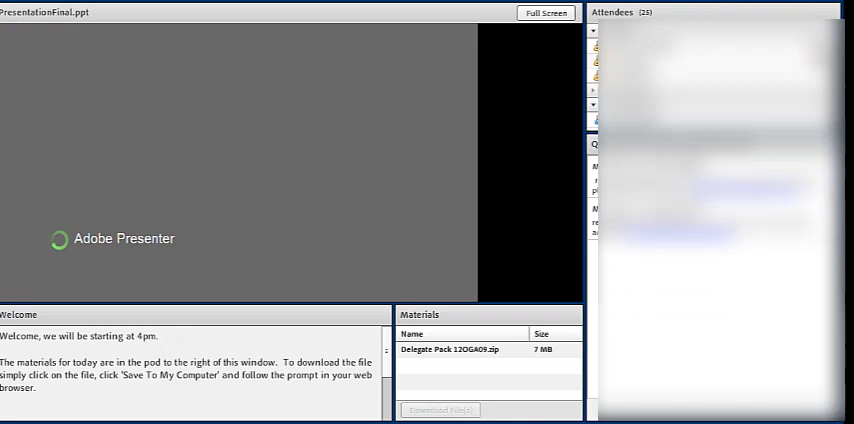 PresentationFinal.ppt
Full Screen
Attendees (25)
Adobe Presenter
Welcome
Welcome, we will be starting at 4pm.
The materials for today are in the pod to the right of this window. To download the file
simply click on the file, click 'Save To My Computer' and follow the prompt in your web
browser.
Materials
Name Size
Delegate Pack 12OGA09.zip 7 MB
Download File(s)